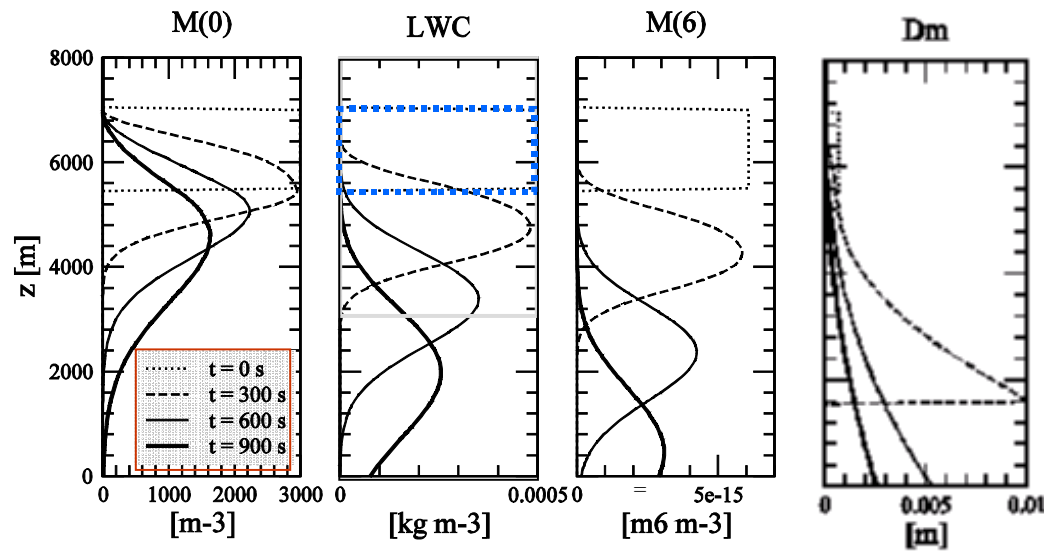 M(0)
LWC
M(6)
Dm
8000
6000
4000
2000
0
z [m]
t = 0 s
t = 300 s
t = 600 s
t = 900 s
0 1000 2000 3000
[m-3]
0 0.0005
[kg m-3]
0 = 5e-15
[m6 m-3]
0 0.005 0.01
[m]